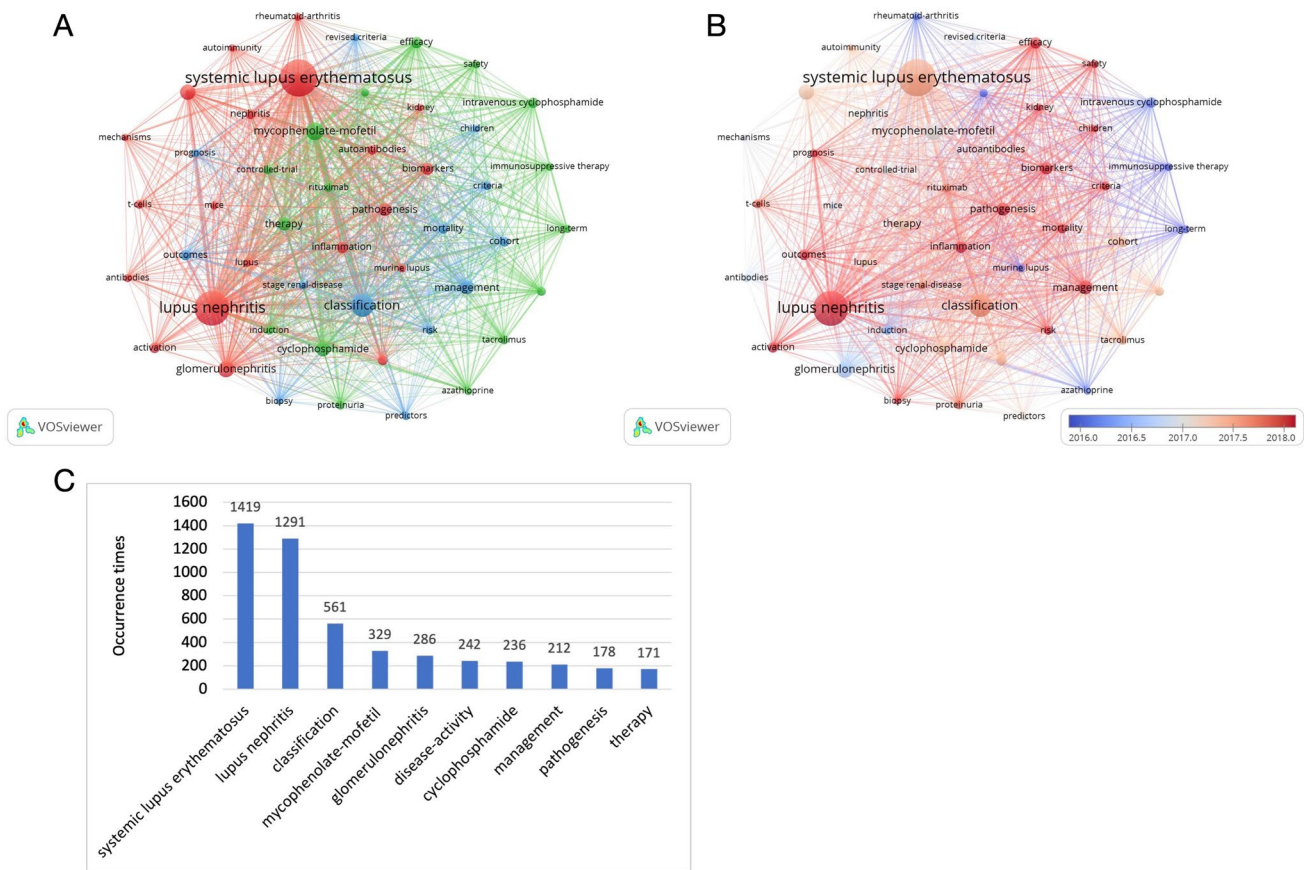 A
rheumatoid-arthritis
revised criteria
efficacy
autoimmunity
safety
systemic lupus erythematosus
intravenous cyclophosphamide
kidney
nephritis
children
mycophenolate-mofetil
mechanisms
autoantibodies
prognosis
controlled-trial
biomarkers
immunosuppressive therapy
rituximab
criteria
t-cells
mice
pathogenesis
therapy
mortality
long-term
cohort
inflammation
outcomes
lupus
murine lupus
antibodies
stage renal-disease
management
lupus nephritis
classification
induction
risk
tacrolimus
activation
cyclophosphamide
glomerulonephritis
azathioprine
biopsy
proteinuria
predictors
VOSviewer
B
rheumatoid-arthritis
revised criteria
efficacy
autoimmunity
safety
systemic lupus erythematosus
intravenous cyclophosphamide
kidney
nephritis
children
mycophenolate-mofetil
mechanisms
autoantibodies
prognosis
controlled-trial
biomarkers
immunosuppressive therapy
rituximab
criteria
t-cells
mice
pathogenesis
therapy
mortality
long-term
cohort
inflammation
outcomes
lupus
murine lupus
antibodies
stage renal-disease
management
lupus nephritis
classification
induction
risk
tacrolimus
activation
cyclophosphamide
glomerulonephritis
azathioprine
biopsy
proteinuria
predictors
VOSviewer
2016.0 2016.5 2017.0 2017.5 2018.0
C
Occurrence times
1600
1400
1200
1000
800
600
400
200
0
1419
1291
561
329
286
242
236
212
178
171
systemic lupus erythematosus
lupus nephritis
classification
mycophenolate-mofetil
glomerulonephritis
disease-activity
cyclophosphamide
management
pathogenesis
therapy